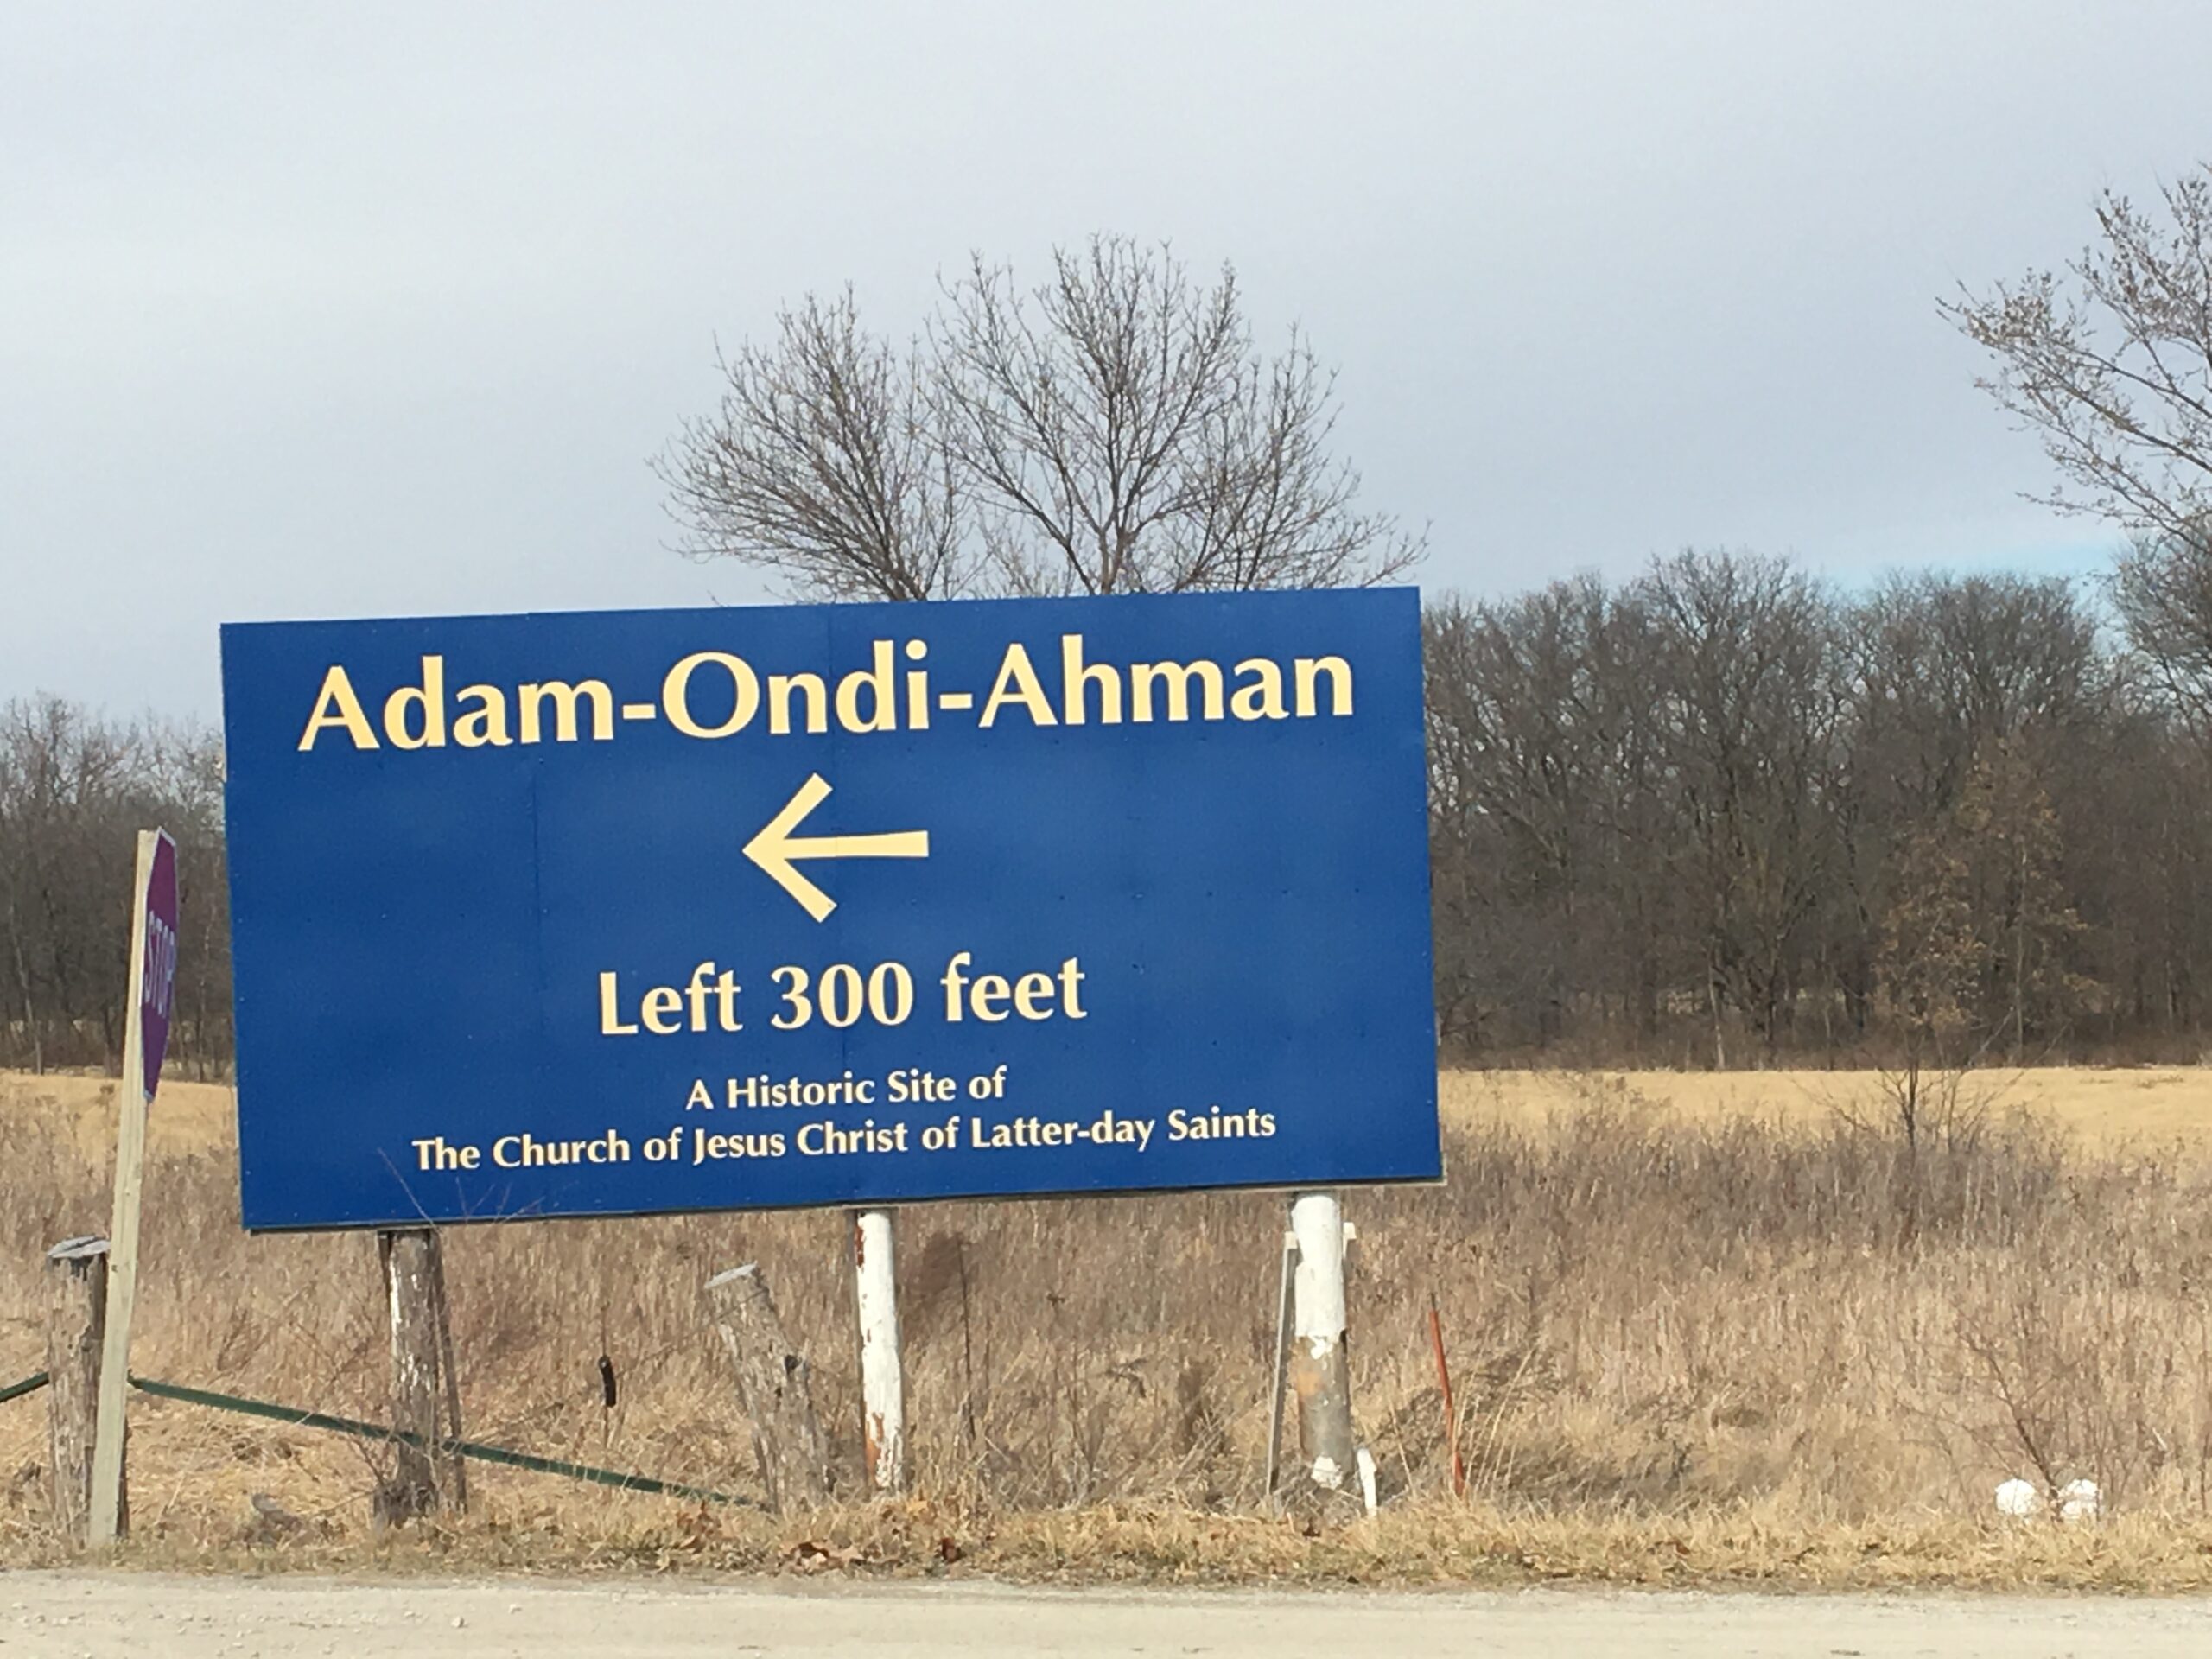 Adam-Ondi-Ahman
Left 300 feet
A Historic Site of
The Church of Jesus Christ of Latter-day Saints
STOP